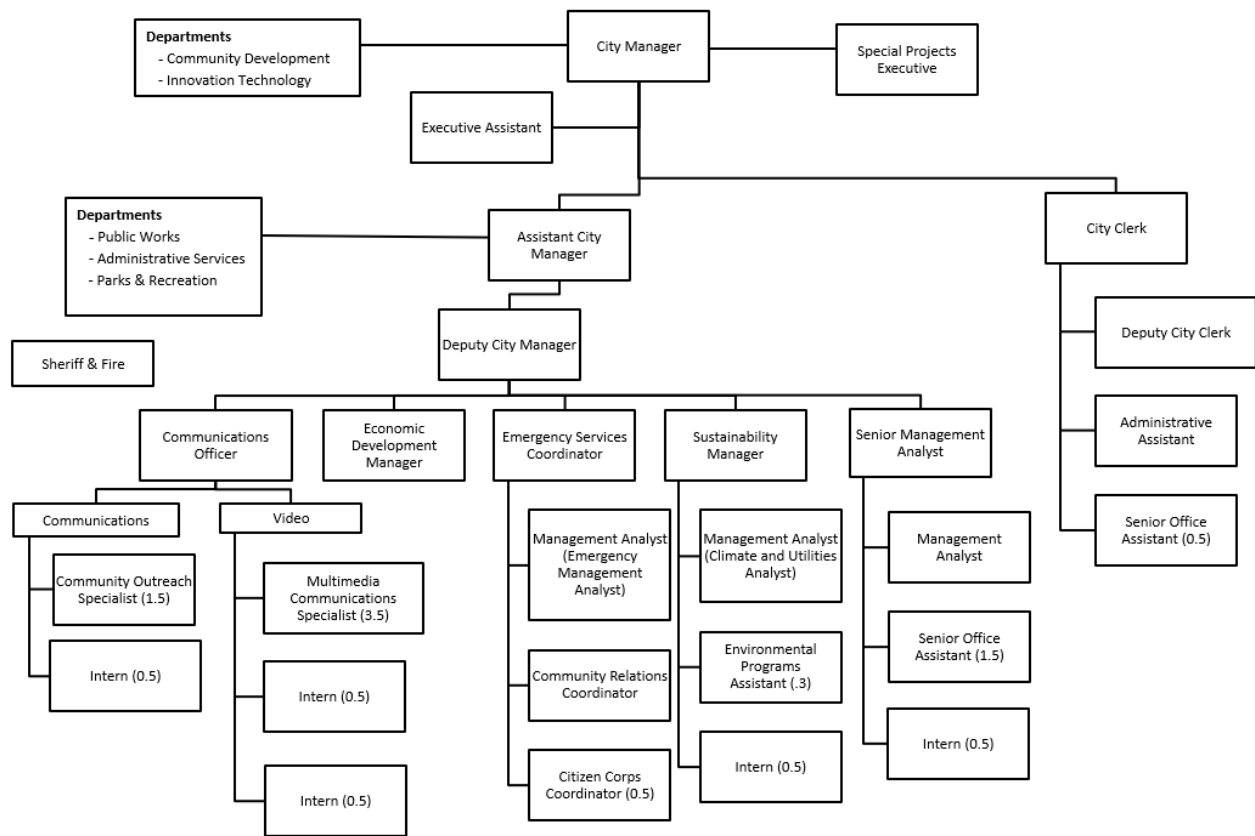 Departments
- Community Development
- Innovation Technology
City Manager
Special Projects
Executive
Executive Assistant
Departments
- Public Works
- Administrative Services
- Parks & Recreation
Assistant City
Manager
City Clerk
Deputy City Manager
Deputy City Clerk
Administrative
Assistant
Senior Office
Assistant (0.5)
Sheriff & Fire
Communications
Officer
Economic
Development
Manager
Emergency Services
Coordinator
Sustainability
Manager
Senior Management
Analyst
Communications
Video
Community Outreach
Specialist (1.5)
Intern (0.5)
Multimedia
Communications
Specialist (3.5)
Intern (0.5)
Intern (0.5)
Management Analyst
(Emergency
Management
Analyst)
Community Relations
Coordinator
Citizen Corps
Coordinator (0.5)
Management Analyst
(Climate and Utilities
Analyst)
Environmental
Programs
Assistant (.3)
Intern (0.5)
Management
Analyst
Senior Office
Assistant (1.5)
Intern (0.5)